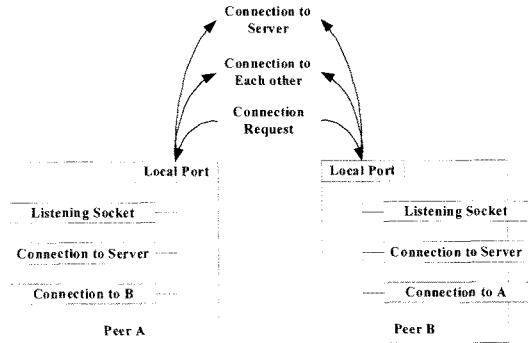 Connection to
Server
Connection to
Each other
Connection
Request
Local Port
Local Port
Listening Socket
Listening Socket
Connection to Server
Connection to Server
Connection to B
Connection to A
Peer A
Peer B